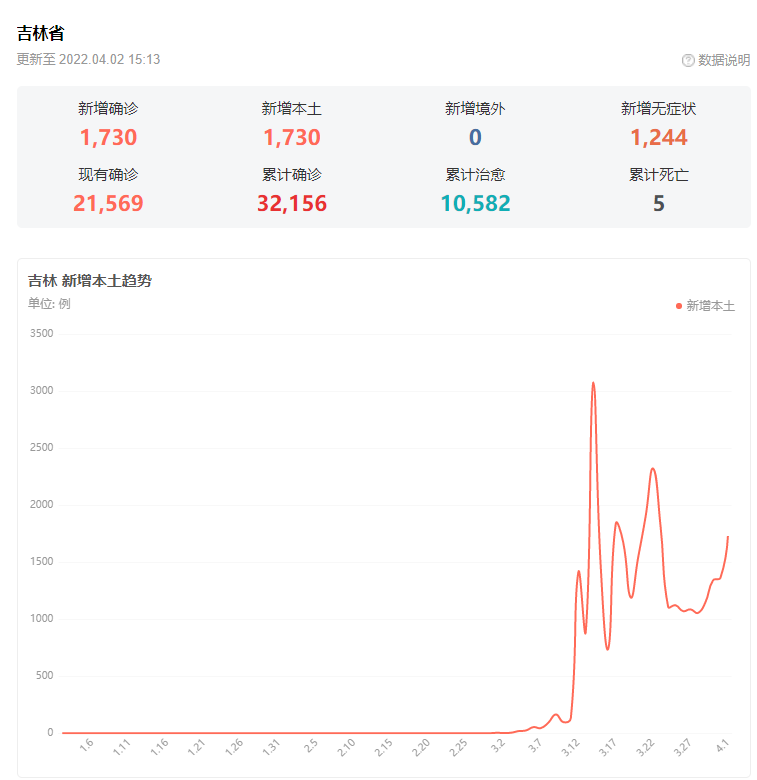 吉林省
更新至 2022.04.02 15:13
? 数据说明
新增确诊 新增本土 新增境外 新增无症状
1,730 1,730 0 1,244
现有确诊 累计确诊 累计治愈 累计死亡
21,569 32,156 10,582 5
吉林 新增本土趋势
单位: 例
新增本土
3500
3000
2500
2000
1500
1000
500
0
1.6 1.11 1.16 1.21 1.26 1.31 2.5 2.10 2.15 2.20 2.25 3.2 3.7 3.12 3.17 3.22 3.27 4.1